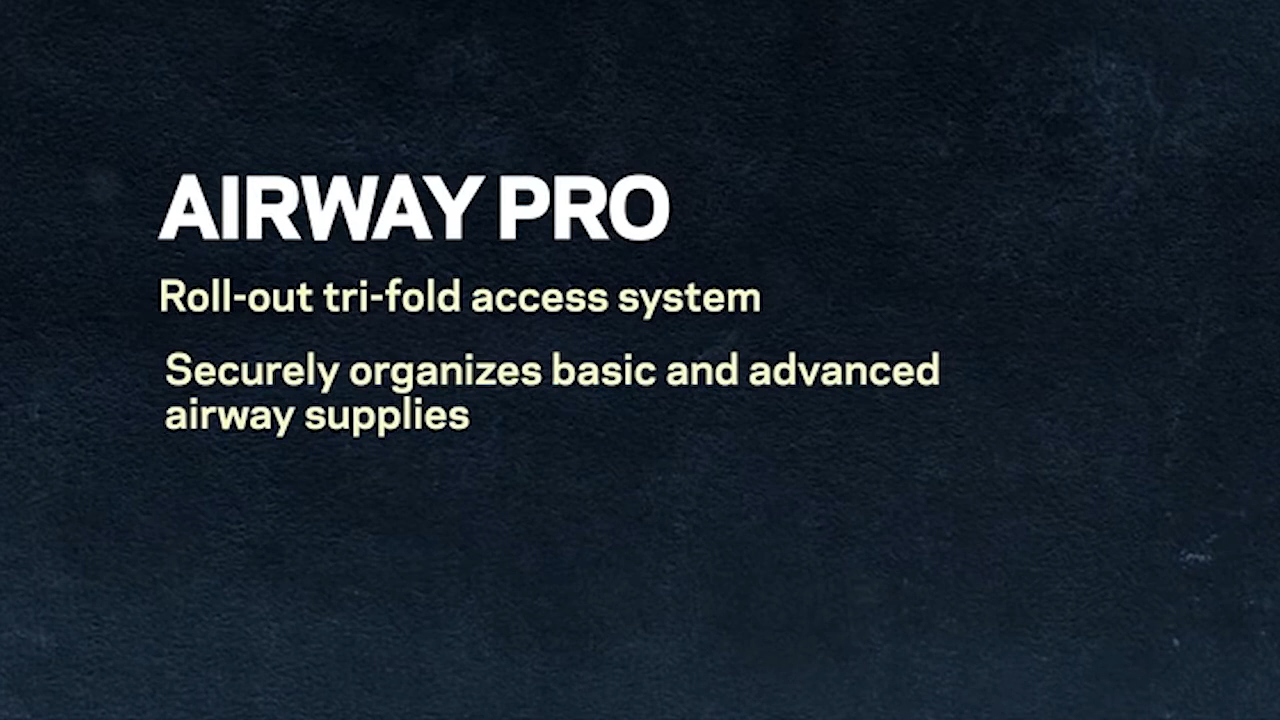 AIRWAY PRO
Roll-out tri-fold access system
Securely organizes basic and advanced
airway supplies